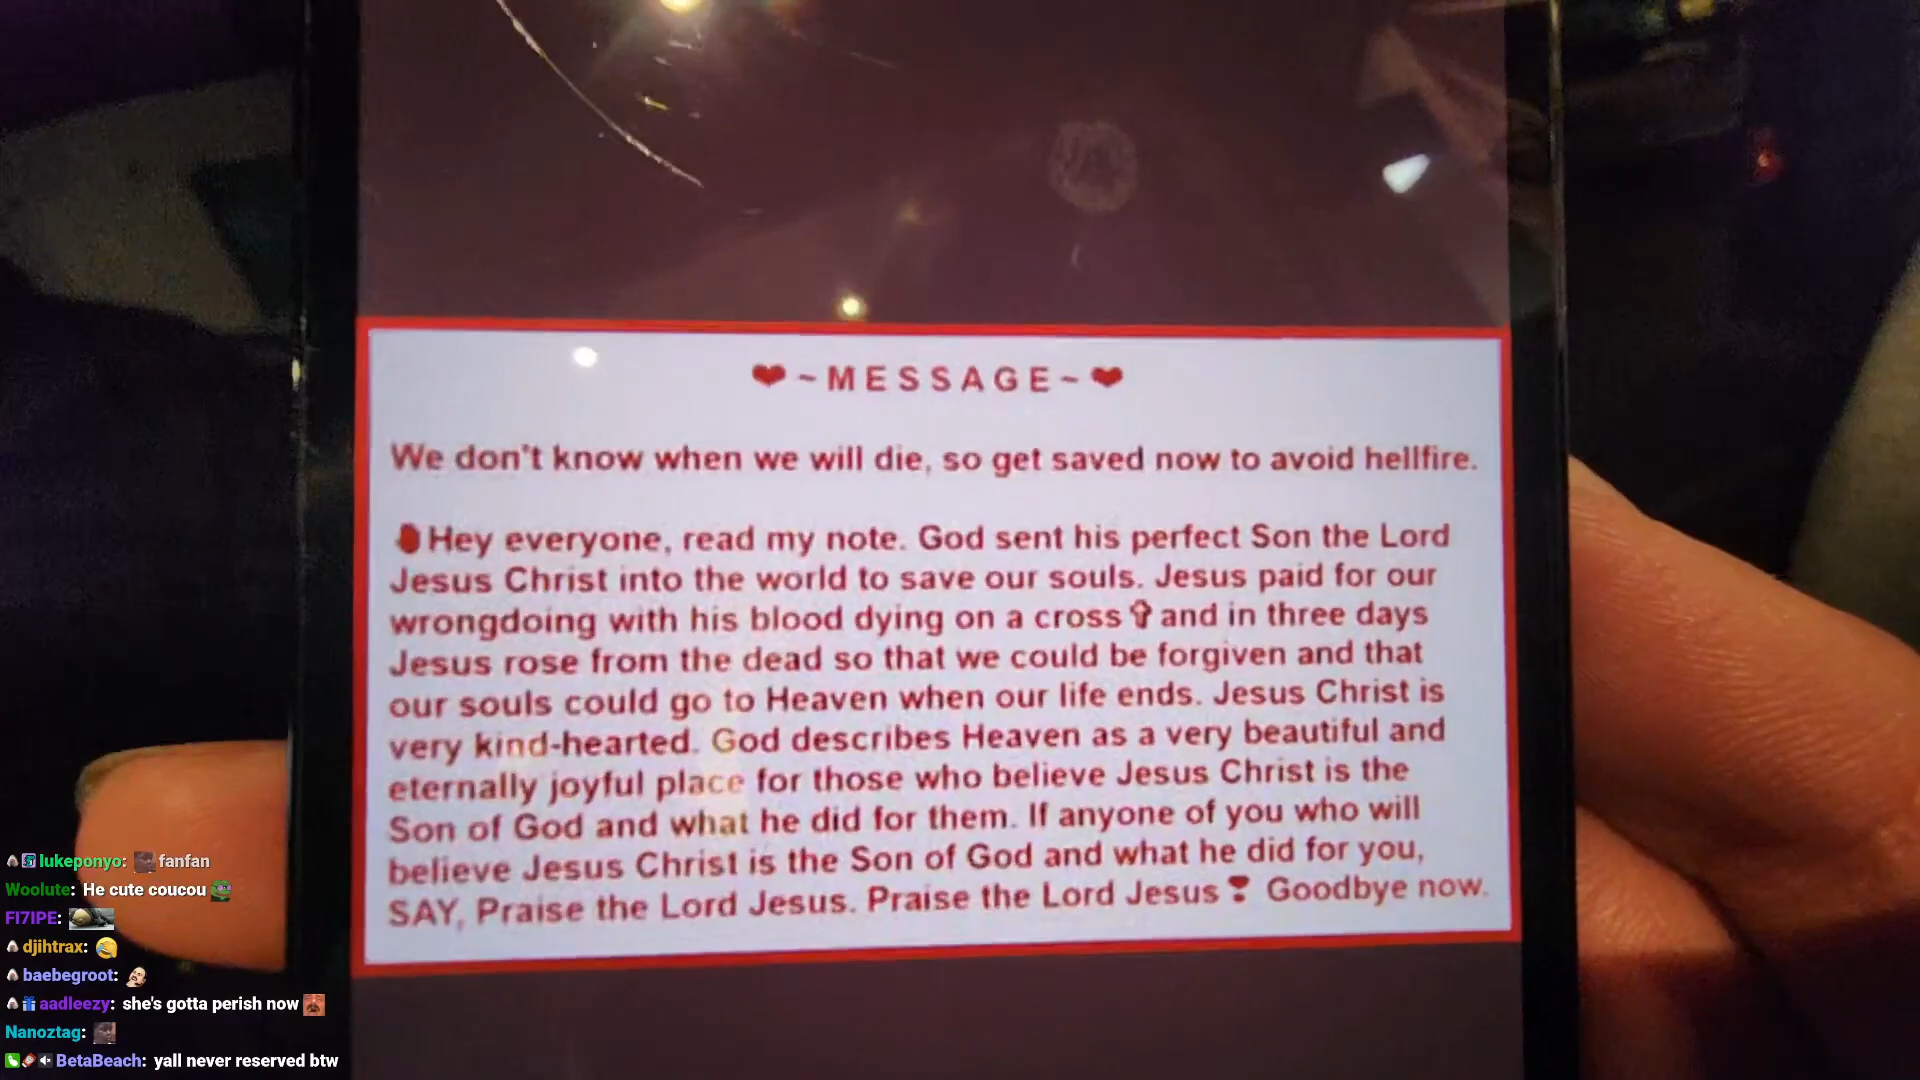 ❤~MESSAGE~❤
We don't know when we will die, so get saved now to avoid hellfire.
Hey everyone, read my note. God sent his perfect Son the Lord
Jesus Christ into the world to save our souls. Jesus paid for our
wrongdoing with his blood dying on a cross✞and in three days
Jesus rose from the dead so that we could be forgiven and that
our souls could go to Heaven when our life ends. Jesus Christ is
very kind-hearted. God describes Heaven as a very beautiful and
eternally joyful place for those who believe Jesus Christ is the
Son of God and what he did for them. If anyone of you who will
believe Jesus Christ is the Son of God and what he did for you,
SAY, Praise the Lord Jesus. Praise the Lord Jesus❣ Goodbye now.
lukeponyo: fanfan
Woolute: He cute coucou
FI7IPE:
djihtrax:
baebegroot:
aadleezy: she's gotta perish now
Nanoztag:
BetaBeach: yall never reserved btw